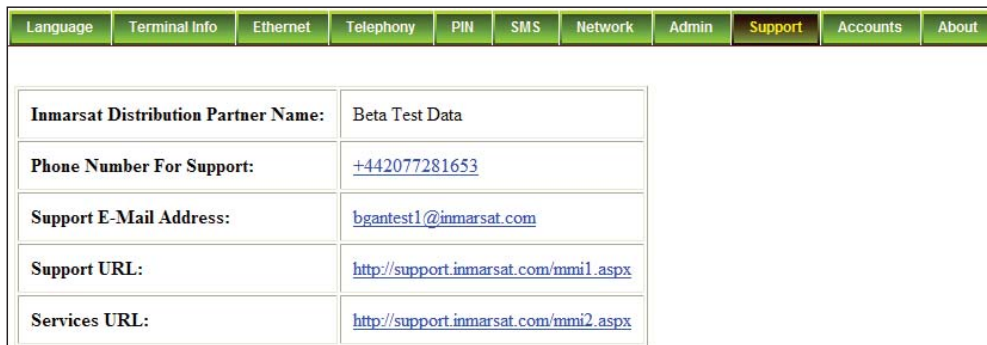 Language Terminal Info Ethernet Telephony PIN SMS Network Admin Support Accounts About
Inmarsat Distribution Partner Name: Beta Test Data
Phone Number For Support: +442077281653
Support E-Mail Address: bgantest1@inmarsat.com
Support URL: http://support.inmarsat.com/mmi1.aspx
Services URL: http://support.inmarsat.com/mmi2.aspx